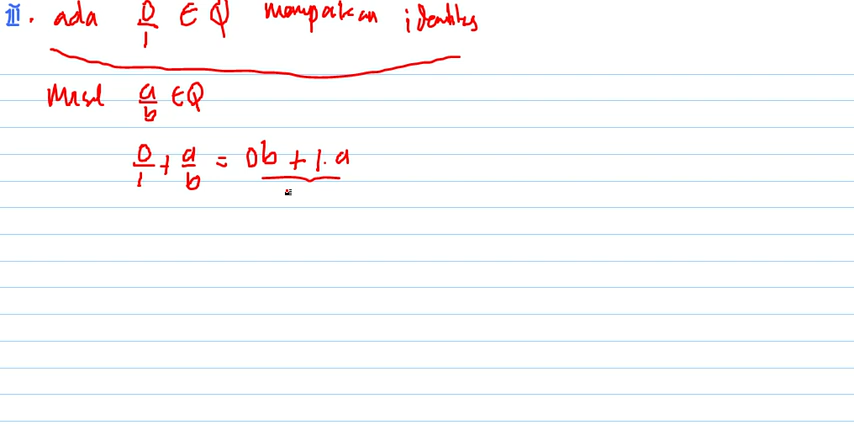 II. ada 0/1 ∈ Q merupakan identitas
Misal a/b ∈ Q
0/1 + a/b = 0b + 1.a